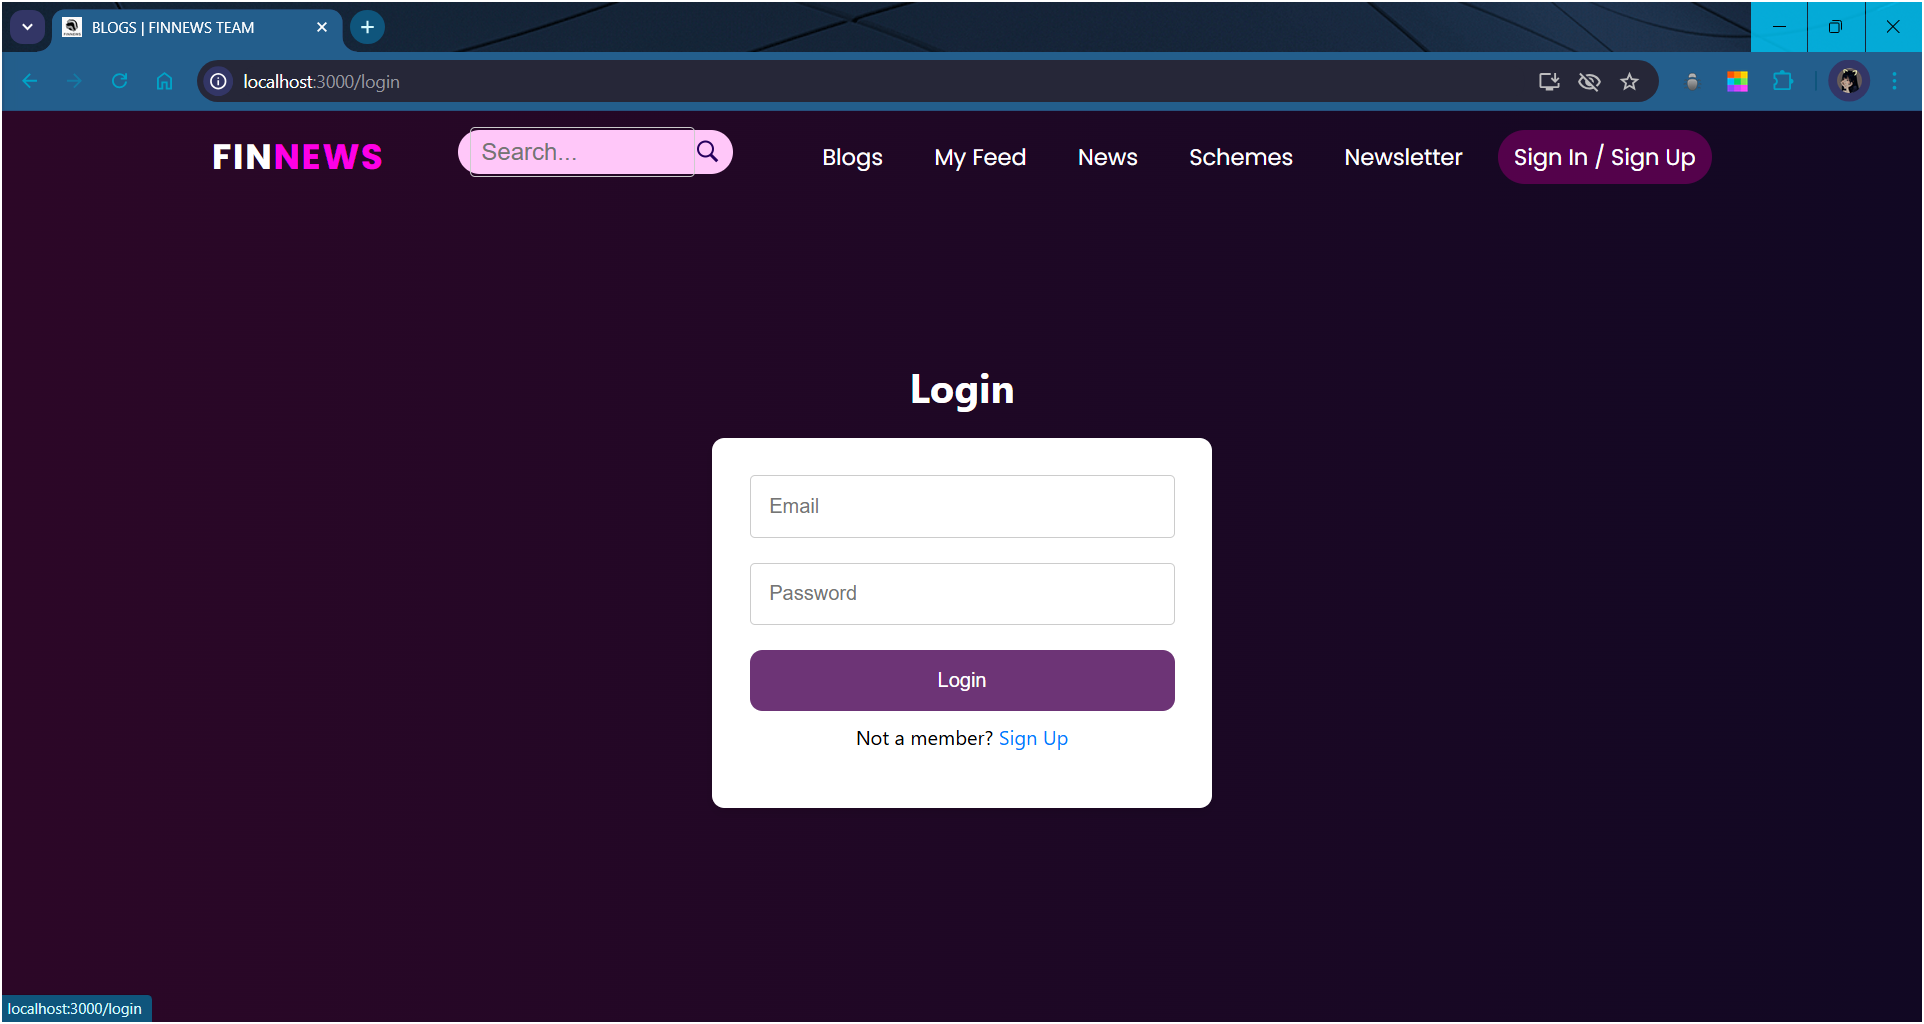 BLOGS | FINNEWS TEAM
localhost:3000/login
FINNEWS
Search...
Blogs
My Feed
News
Schemes
Newsletter
Sign In / Sign Up
Login
Email
Password
Login
Not a member? Sign Up
localhost:3000/login